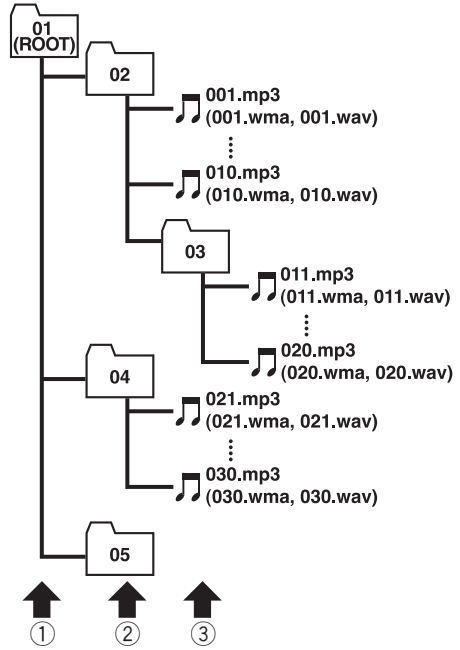 01
(ROOT)
02
001.mp3
(001.wma, 001.wav)
010.mp3
(010.wma, 010.wav)
03
011.mp3
(011.wma, 011.wav)
020.mp3
(020.wma, 020.wav)
04
021.mp3
(021.wma, 021.wav)
030.mp3
(030.wma, 030.wav)
05
① ② ③